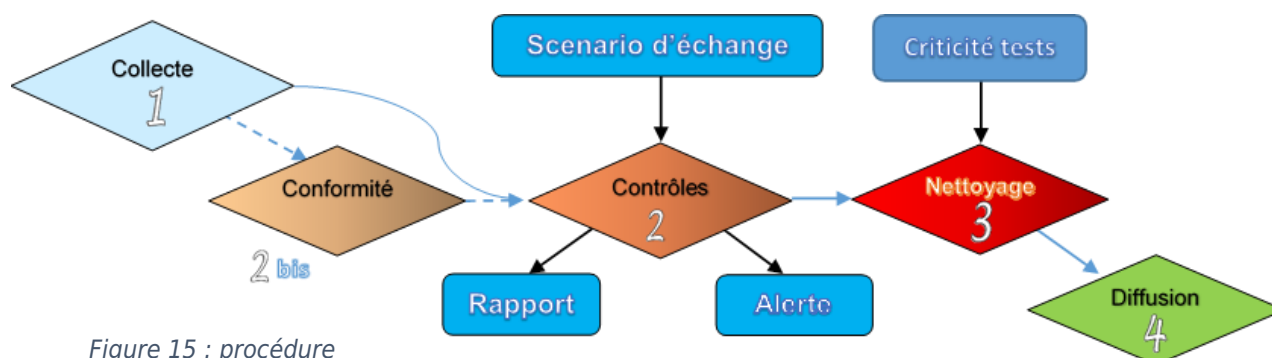 Scenario d'échange
Criticité tests
Collecte
1
Conformité
2 bis
Contrôles
2
Nettoyage
3
Rapport
Alerte
Diffusion
4
Figure 15 : procédure